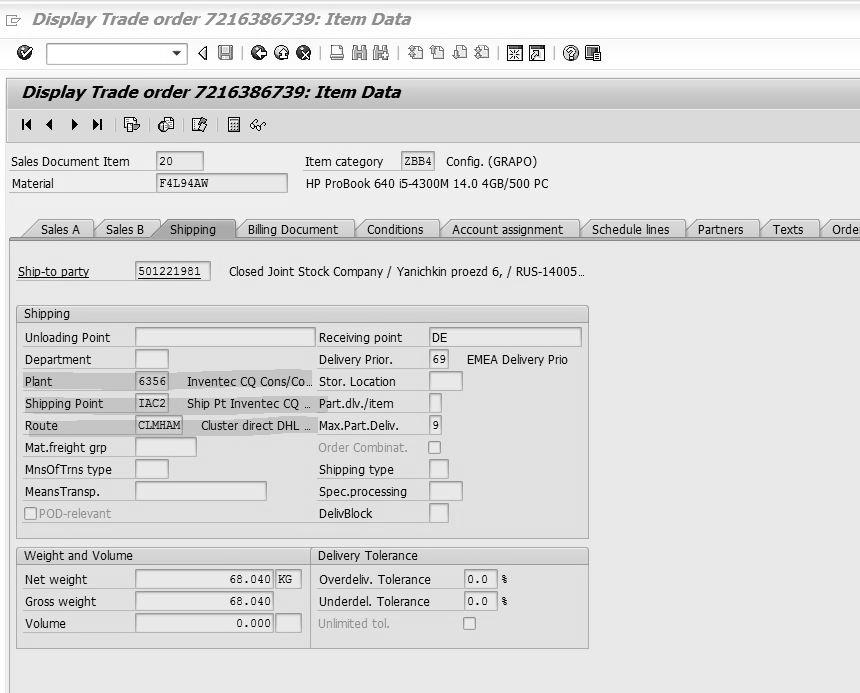 Display Trade order 7216386739: Item Data
Display Trade order 7216386739: Item Data
Sales Document Item 20 Item category ZBB4 Config. (GRAPO)
Material F4L94AW HP ProBook 640 i5-4300M 14.0 4GB/500 PC
Sales A Sales B Shipping Billing Document Conditions Account assignment Schedule lines Partners Texts Orde
Ship-to party 501221981 Closed Joint Stock Company / Yanichkin proezd 6, / RUS-14005...
Shipping
Unloading Point Receiving point DE
Department Delivery Prior. 69 EMEA Delivery Prio
Plant 6356 Inventec CQ Cons/Co... Stor. Location
Shipping Point IAC2 Ship Pt Inventec CQ ... Part.dlv./item
Route CLMHAM Cluster direct DHL ... Max.Part.Deliv. 9
Mat.freight grp Order Combinat.
MnsOfTrns type Shipping type
MeansTransp. Spec.processing
POD-relevant DelivBlock
Weight and Volume Delivery Tolerance
Net weight 68.040 KG Overdeliv. Tolerance 0.0 %
Gross weight 68.040 Underdel. Tolerance 0.0 %
Volume 0.000 Unlimited tol.